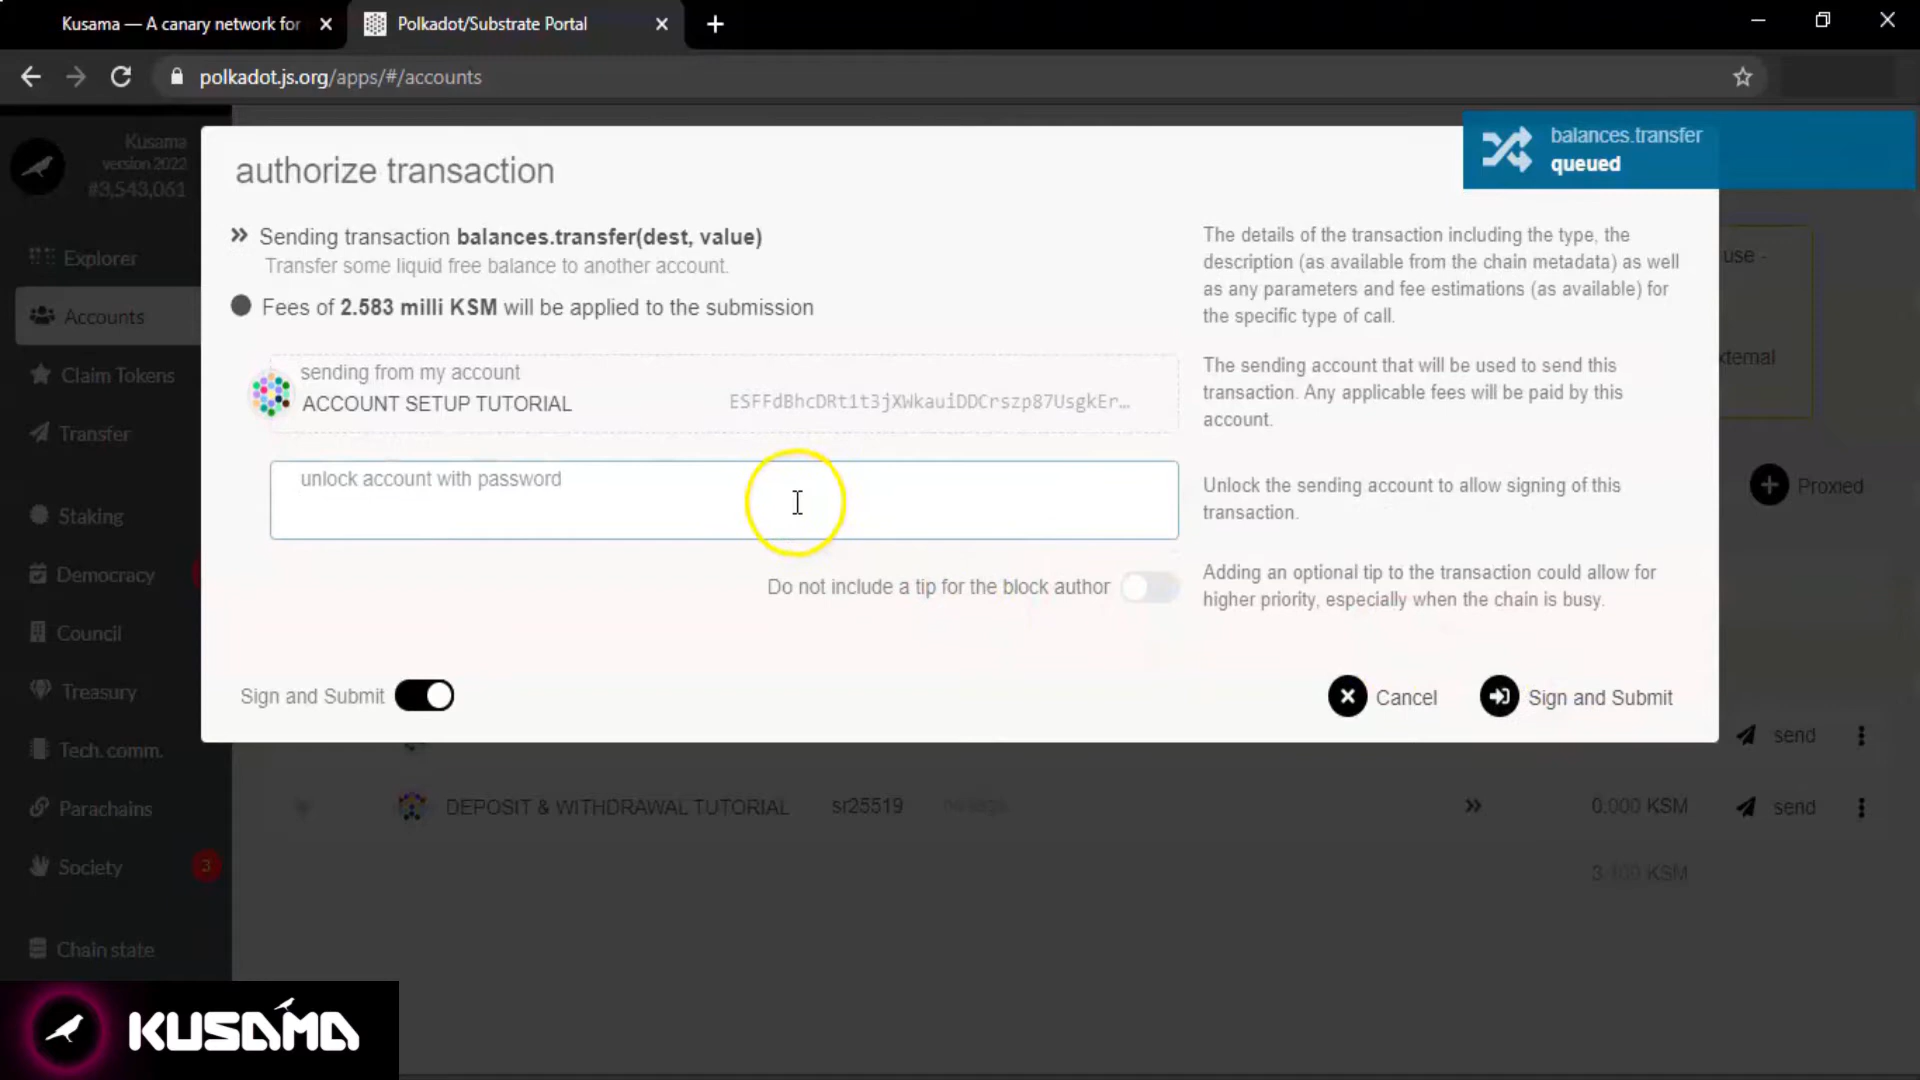 Kusama — A canary network for
Polkadot/Substrate Portal
polkadot.js.org/apps/#/accounts
Kusama
version 2022
#3,543,061
balances.transfer
queued
authorize transaction
Sending transaction balances.transfer(dest, value)
Transfer some liquid free balance to another account.
Fees of 2.583 milli KSM will be applied to the submission
The details of the transaction including the type, the
description (as available from the chain metadata) as well
as any parameters and fee estimations (as available) for
the specific type of call.
sending from my account
ACCOUNT SETUP TUTORIAL
ESFFdBhcDRt1t3jXWkauiDDCrszp87UsgkEr…
The sending account that will be used to send this
transaction. Any applicable fees will be paid by this
account.
unlock account with password
Unlock the sending account to allow signing of this
transaction.
Do not include a tip for the block author
Adding an optional tip to the transaction could allow for
higher priority, especially when the chain is busy.
Sign and Submit
Cancel
Sign and Submit
Explorer
Accounts
Claim Tokens
Transfer
Staking
Democracy
Council
Treasury
Tech. comm.
Parachains
Society
3
Chain state
use -
Proxied
send
DEPOSIT & WITHDRAWAL TUTORIAL
sr25519
no tags
0.000 KSM
send
KSM
KUSAMA